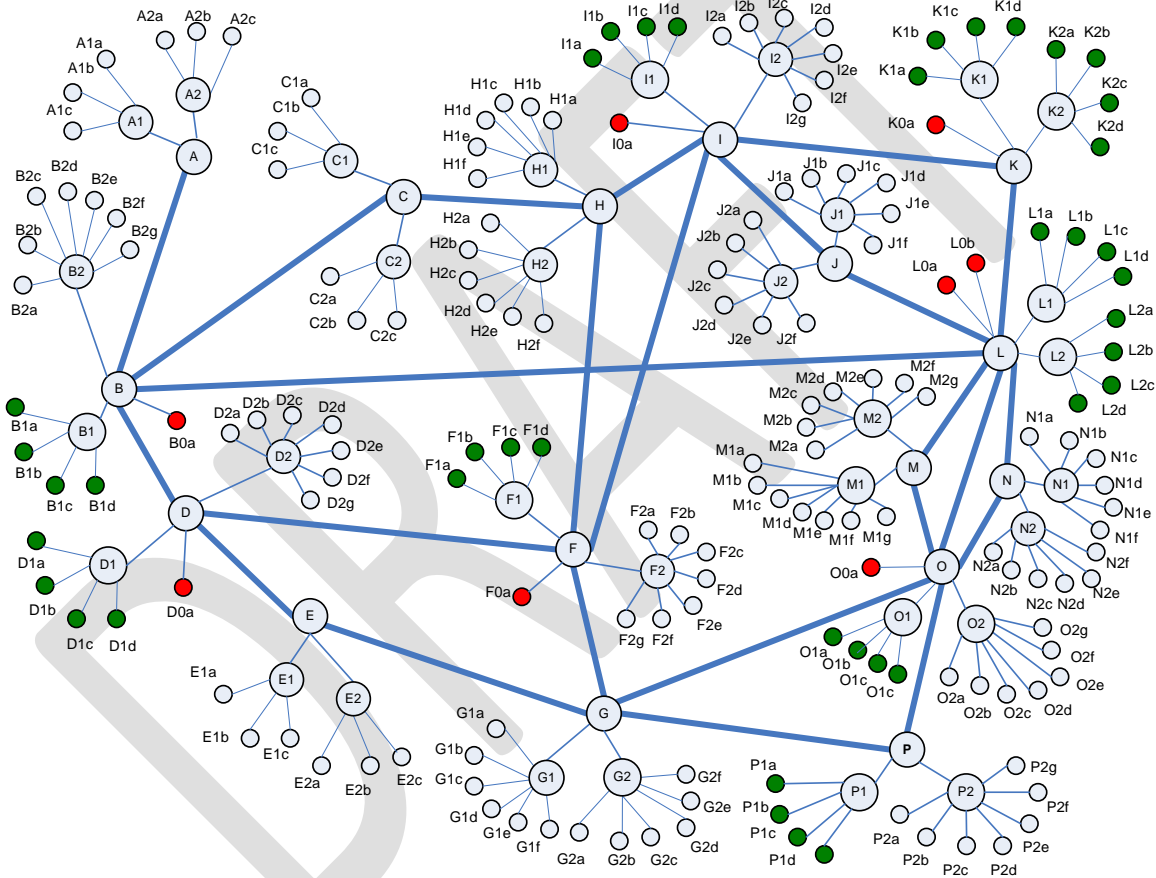 A2a A2b A2c
A1a
A1b
A1c
A1
A2
A
C1a
C1b
C1c
C1
C
C2
C2a
C2b
C2c
B2d
B2c
B2e
B2f
B2b
B2g
B2
B2a
B
B1a
B1
B1b
B1c
B1d
B0a
H1c
H1b
H1d
H1a
H1e
H1f
H1
H
H2a
H2b
H2c
H2
H2d
H2e
H2f
I1c
I1b
I1d
I1a
I1
I0a
I
I2c
I2b
I2a
I2d
I2
I2e
I2f
I2g
J1b
J1c
J1a
J1d
J1
J1e
J1f
J
J2a
J2b
J2c
J2
J2d
J2e
J2f
K1c
K1d
K1b
K1a
K1
K0a
K2a
K2b
K2c
K2
K2d
K
L0b
L0a
L1a
L1b
L1c
L1d
L1
L
L2
L2a
L2b
L2c
L2d
D2b
D2c
D2a
D2d
D2e
D2
D2f
D2g
D
D1a
D1
D1b
D1c
D1d
D0a
F1c
F1d
F1b
F1a
F1
F
F0a
F2a
F2b
F2c
F2
F2d
F2e
F2f
F2g
M2f
M2e
M2d
M2g
M2c
M2b
M2
M2a
M
M1a
M1b
M1
M1c
M1d
M1e
M1f
M1g
N1a
N1b
N1c
N
N1
N1d
N1e
N1f
N2
N2f
N2a
N2b
N2c
N2d
N2e
O0a
O
O1
O1a
O1b
O1c
O1c
O2
O2g
O2f
O2e
O2a
O2b
O2c
O2d
E
E1a
E1
E2
E1b
E1c
E2a
E2b
E2c
G
G1a
G1b
G1c
G1
G1d
G1e
G1f
G2
G2f
G2e
G2d
G2a
G2b
G2c
P
P1a
P1
P1b
P1c
P1d
P2g
P2
P2f
P2a
P2e
P2b
P2c
P2d
DRAFT